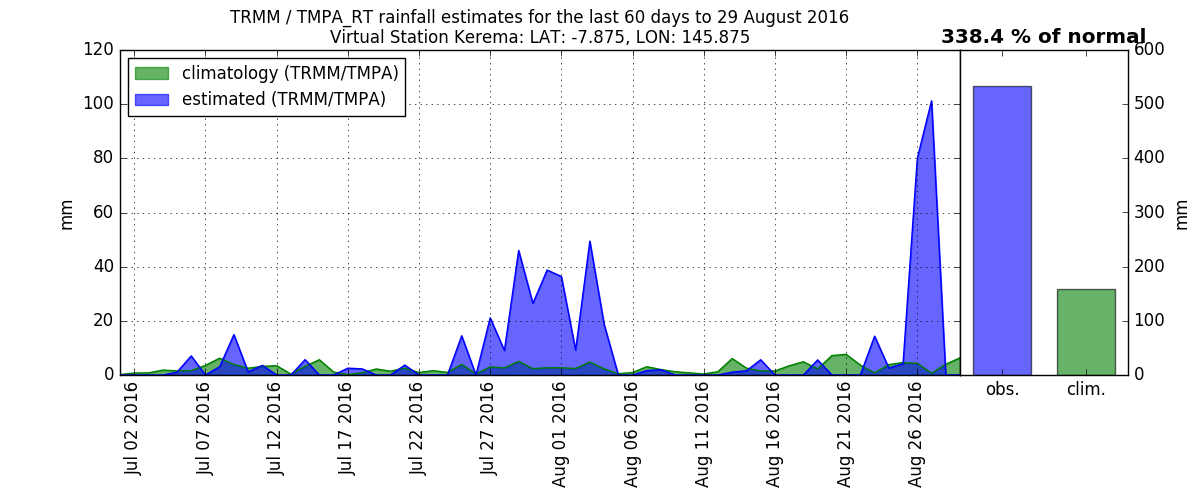 TRMM / TMPA_RT rainfall estimates for the last 60 days to 29 August 2016
Virtual Station Kerema: LAT: -7.875, LON: 145.875
338.4 % of normal
climatology (TRMM/TMPA)
estimated (TRMM/TMPA)
120
100
80
60
40
20
0
mm
600
500
400
300
200
100
0
mm
Jul 02 2016
Jul 07 2016
Jul 12 2016
Jul 17 2016
Jul 22 2016
Jul 27 2016
Aug 01 2016
Aug 06 2016
Aug 11 2016
Aug 16 2016
Aug 21 2016
Aug 26 2016
obs.
clim.